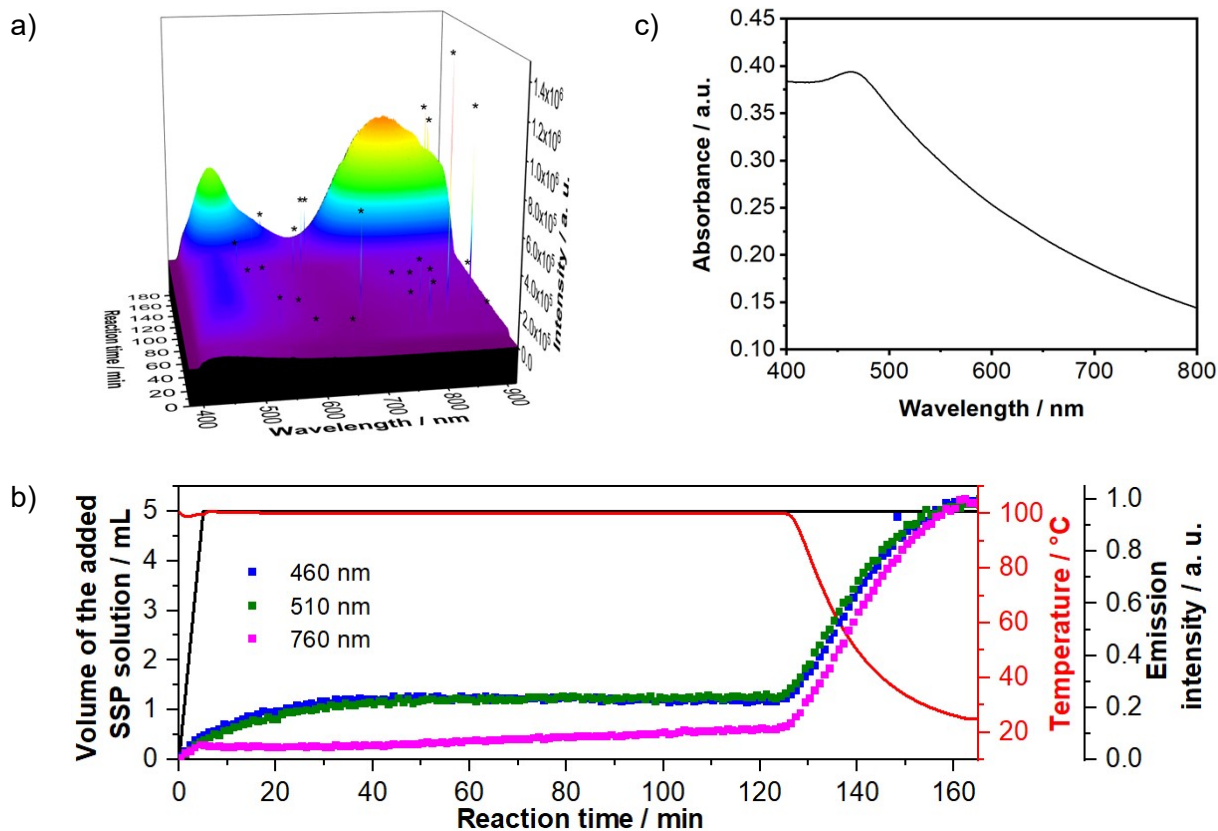 a)
1.4x10⁶
1.2x10⁶
1.0x10⁶
8.0x10⁵
6.0x10⁵
4.0x10⁵
2.0x10⁵
0.0
Intensity / a. u.
180
160
140
120
100
80
60
40
20
0
Reaction time / min
400
500
600
700
800
900
Wavelength / nm
c)
0.45
0.40
0.35
0.30
0.25
0.20
0.15
0.10
Absorbance / a.u.
400 500 600 700 800
Wavelength / nm
b)
Volume of the added
SSP solution / mL
5
4
3
2
1
0
460 nm
510 nm
760 nm
0 20 40 60 80 100 120 140 160
Reaction time / min
100
80
60
40
20
Temperature / °C
1.0
0.8
0.6
0.4
0.2
0.0
Emission
intensity / a. u.